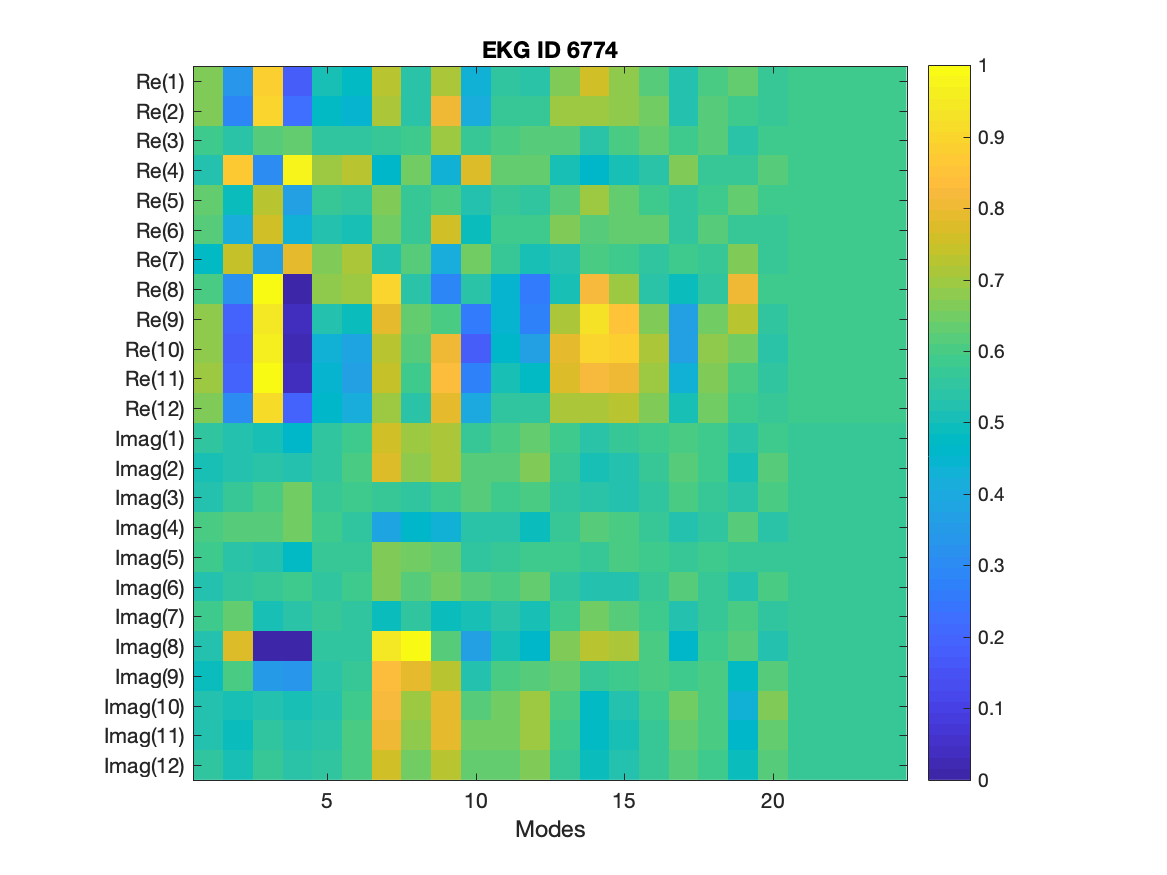 EKG ID 6774
Re(1)
Re(2)
Re(3)
Re(4)
Re(5)
Re(6)
Re(7)
Re(8)
Re(9)
Re(10)
Re(11)
Re(12)
Imag(1)
Imag(2)
Imag(3)
Imag(4)
Imag(5)
Imag(6)
Imag(7)
Imag(8)
Imag(9)
Imag(10)
Imag(11)
Imag(12)
5 10 15 20
Modes
1
0.9
0.8
0.7
0.6
0.5
0.4
0.3
0.2
0.1
0